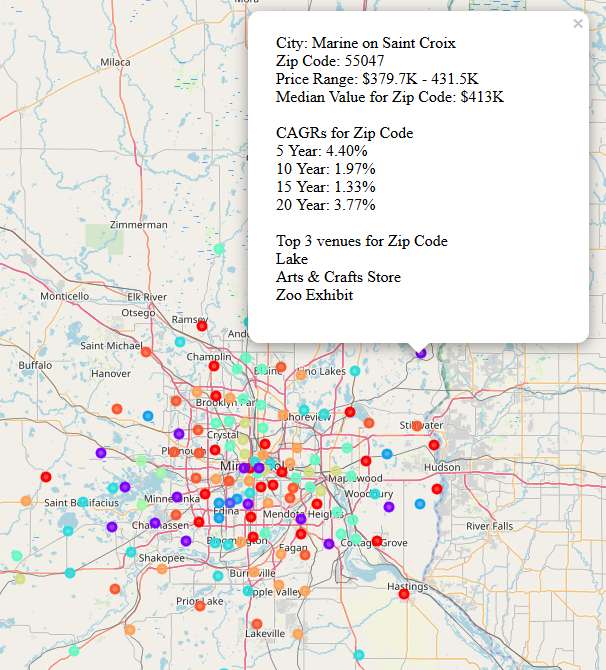 Milaca
City: Marine on Saint Croix
Zip Code: 55047
Price Range: $379.7K - 431.5K
Median Value for Zip Code: $413K
CAGRs for Zip Code
5 Year: 4.40%
10 Year: 1.97%
15 Year: 1.33%
20 Year: 3.77%
Top 3 venues for Zip Code
Lake
Arts & Crafts Store
Zoo Exhibit
×
Zimmerman
Monticello
Elk River
Otsego
Ramsey
Saint Michael
Champlin
Buffalo
Hanover
Blaine
Lino Lakes
Brooklyn Park
Shoreview
Stillwater
Crystal
Plymouth
Minneapolis
Hudson
Maplewood
Woodbury
Saint Bonifacius
Minnetonka
Edina
Mendota Heights
Chanhassen
River Falls
Bloomington
Cottage Grove
Eagan
Shakopee
Burnsville
Apple Valley
Hastings
Prior Lake
Lakeville